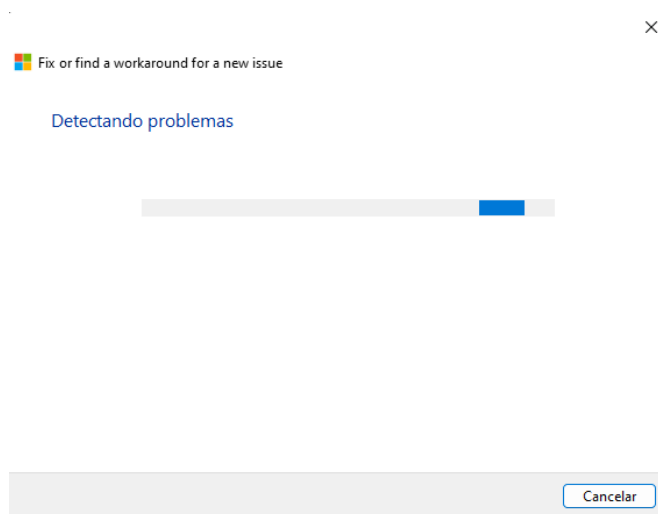 Fix or find a workaround for a new issue
Detectando problemas
Cancelar